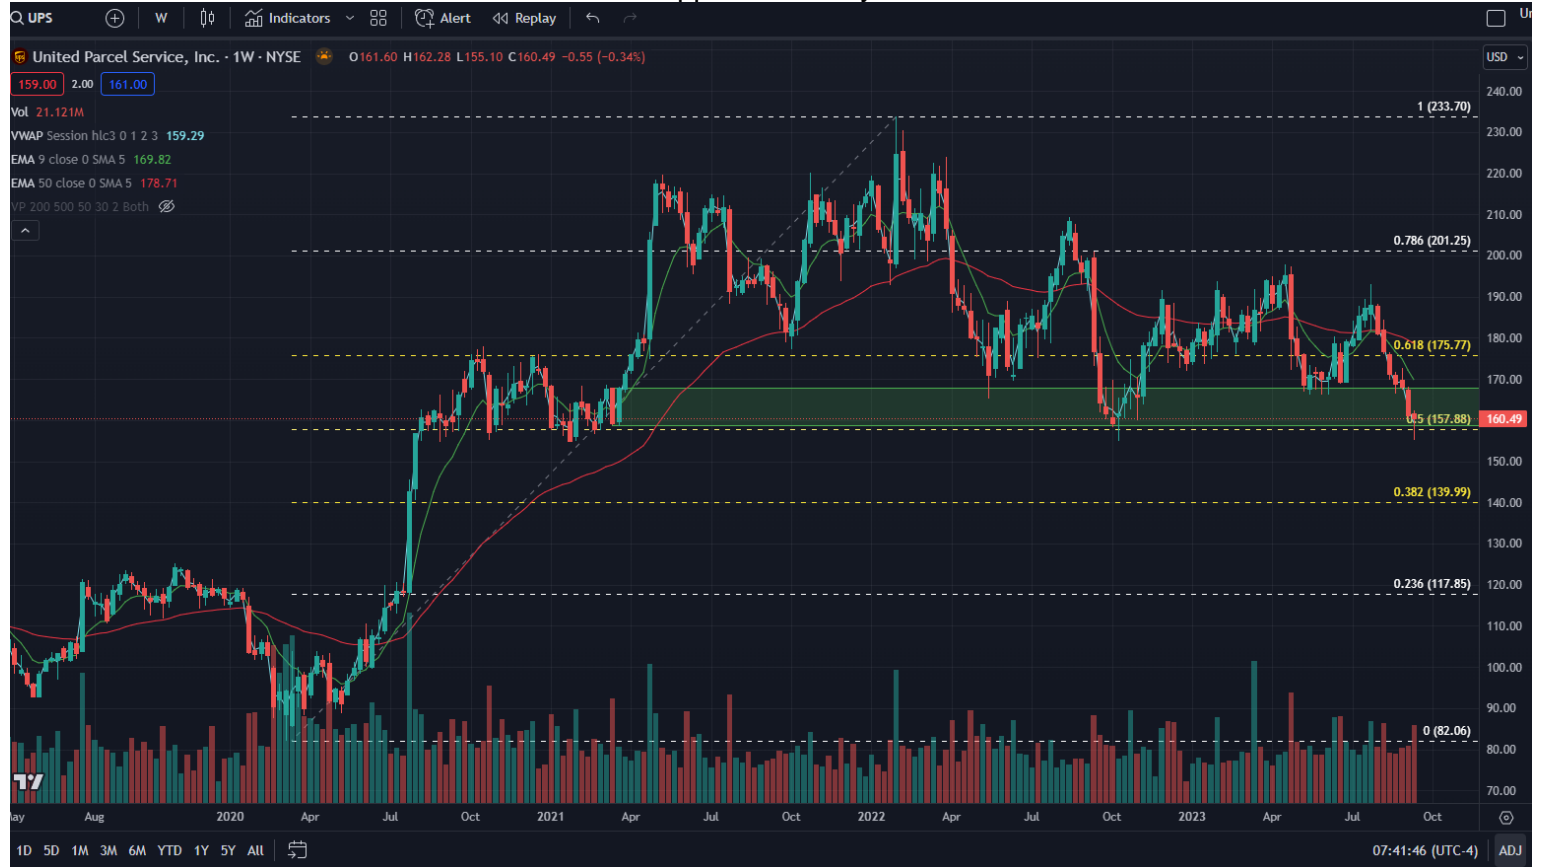 UPS W Indicators Alert Replay
United Parcel Service, Inc. · 1W · NYSE O161.60 H162.28 L155.10 C160.49 −0.55 (−0.34%)
USD
159.00 2.00 161.00
Vol 21.121M
VWAP Session hlc3 0 1 2 3 159.29
EMA 9 close 0 SMA 5 169.82
EMA 50 close 0 SMA 5 178.71
VP 200 500 50 30 2 Both
240.00
1 (233.70)
230.00
220.00
210.00
0.786 (201.25)
200.00
190.00
180.00
0.618 (175.77)
170.00
0.5 (157.88) 160.49
150.00
0.382 (139.99)
140.00
130.00
0.236 (117.85)
120.00
110.00
100.00
90.00
0 (82.06)
80.00
70.00
Aug 2020 Apr Jul Oct 2021 Apr Jul Oct 2022 Apr Jul Oct 2023 Apr Jul Oct
1D 5D 1M 3M 6M YTD 1Y 5Y All 07:41:46 (UTC-4) ADJ